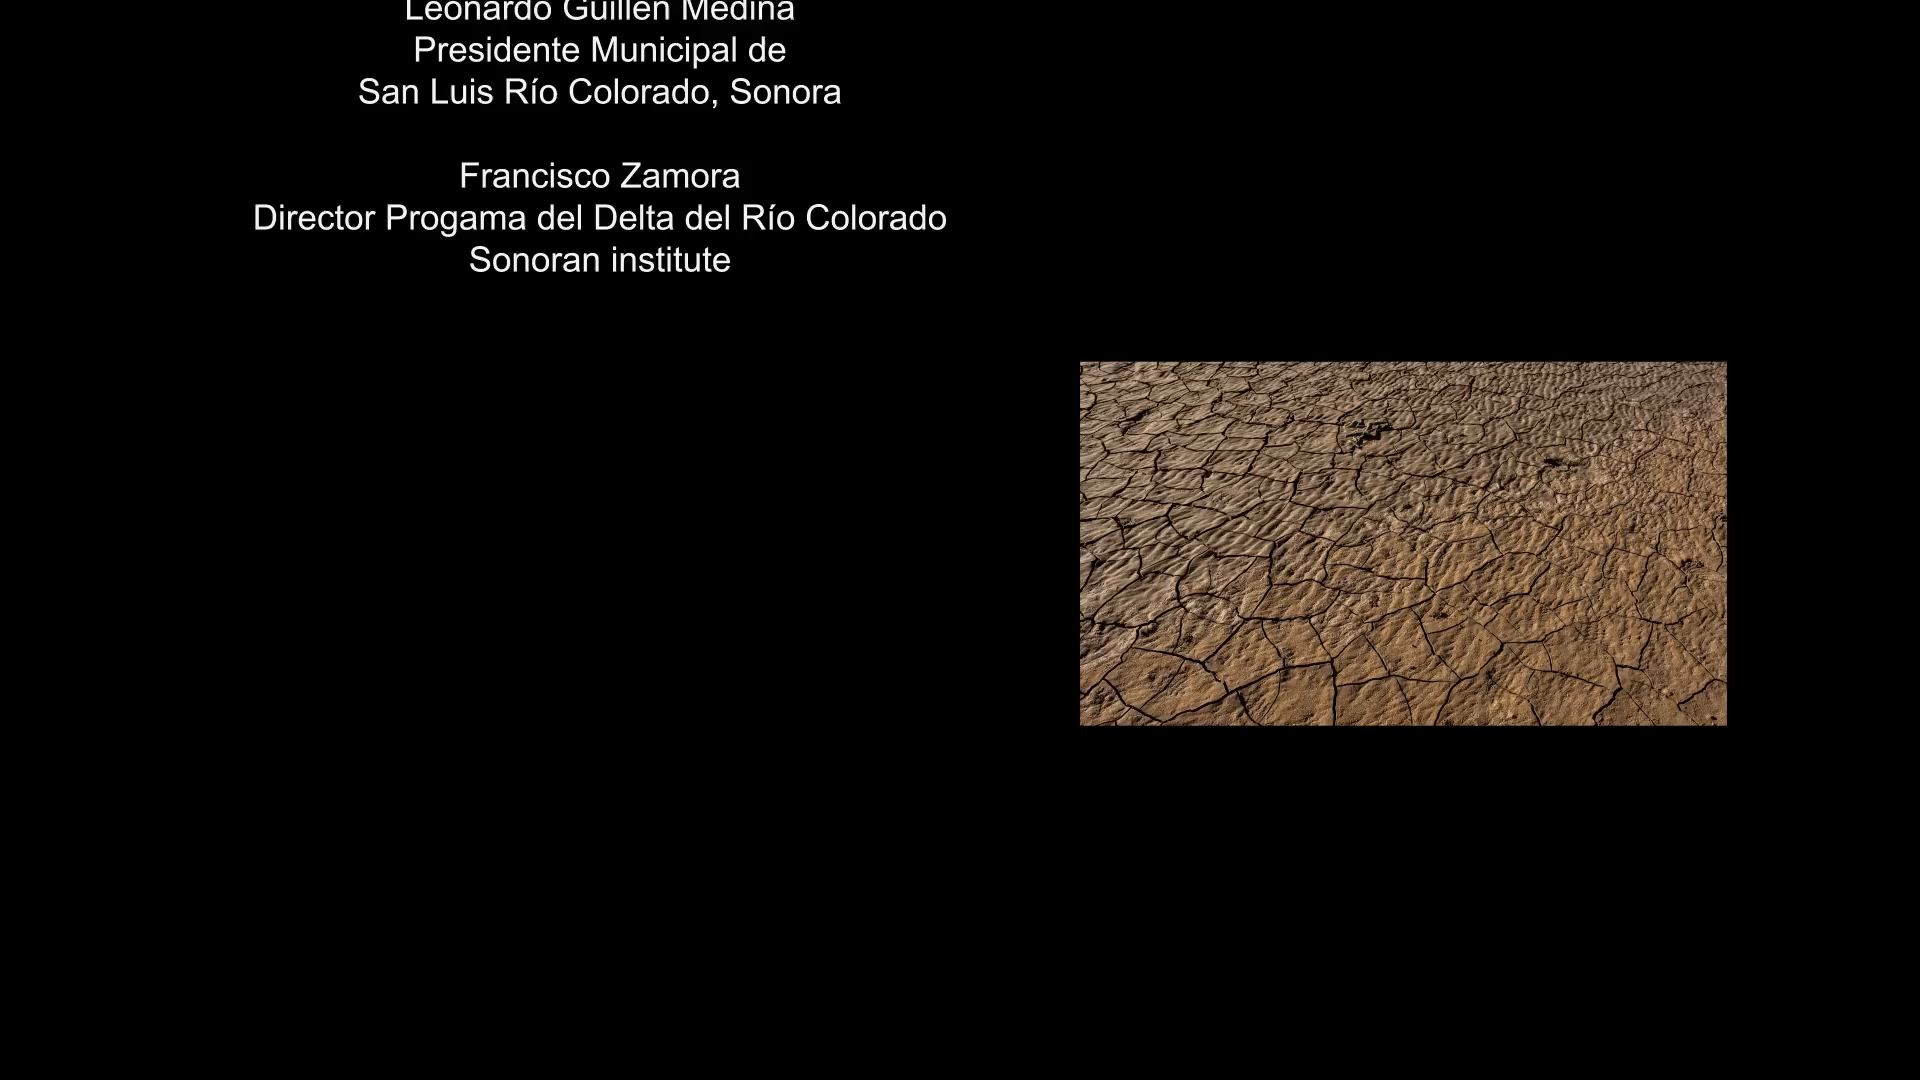 Leonardo Guillén Medina
Presidente Municipal de
San Luis Río Colorado, Sonora
Francisco Zamora
Director Progama del Delta del Río Colorado
Sonoran institute